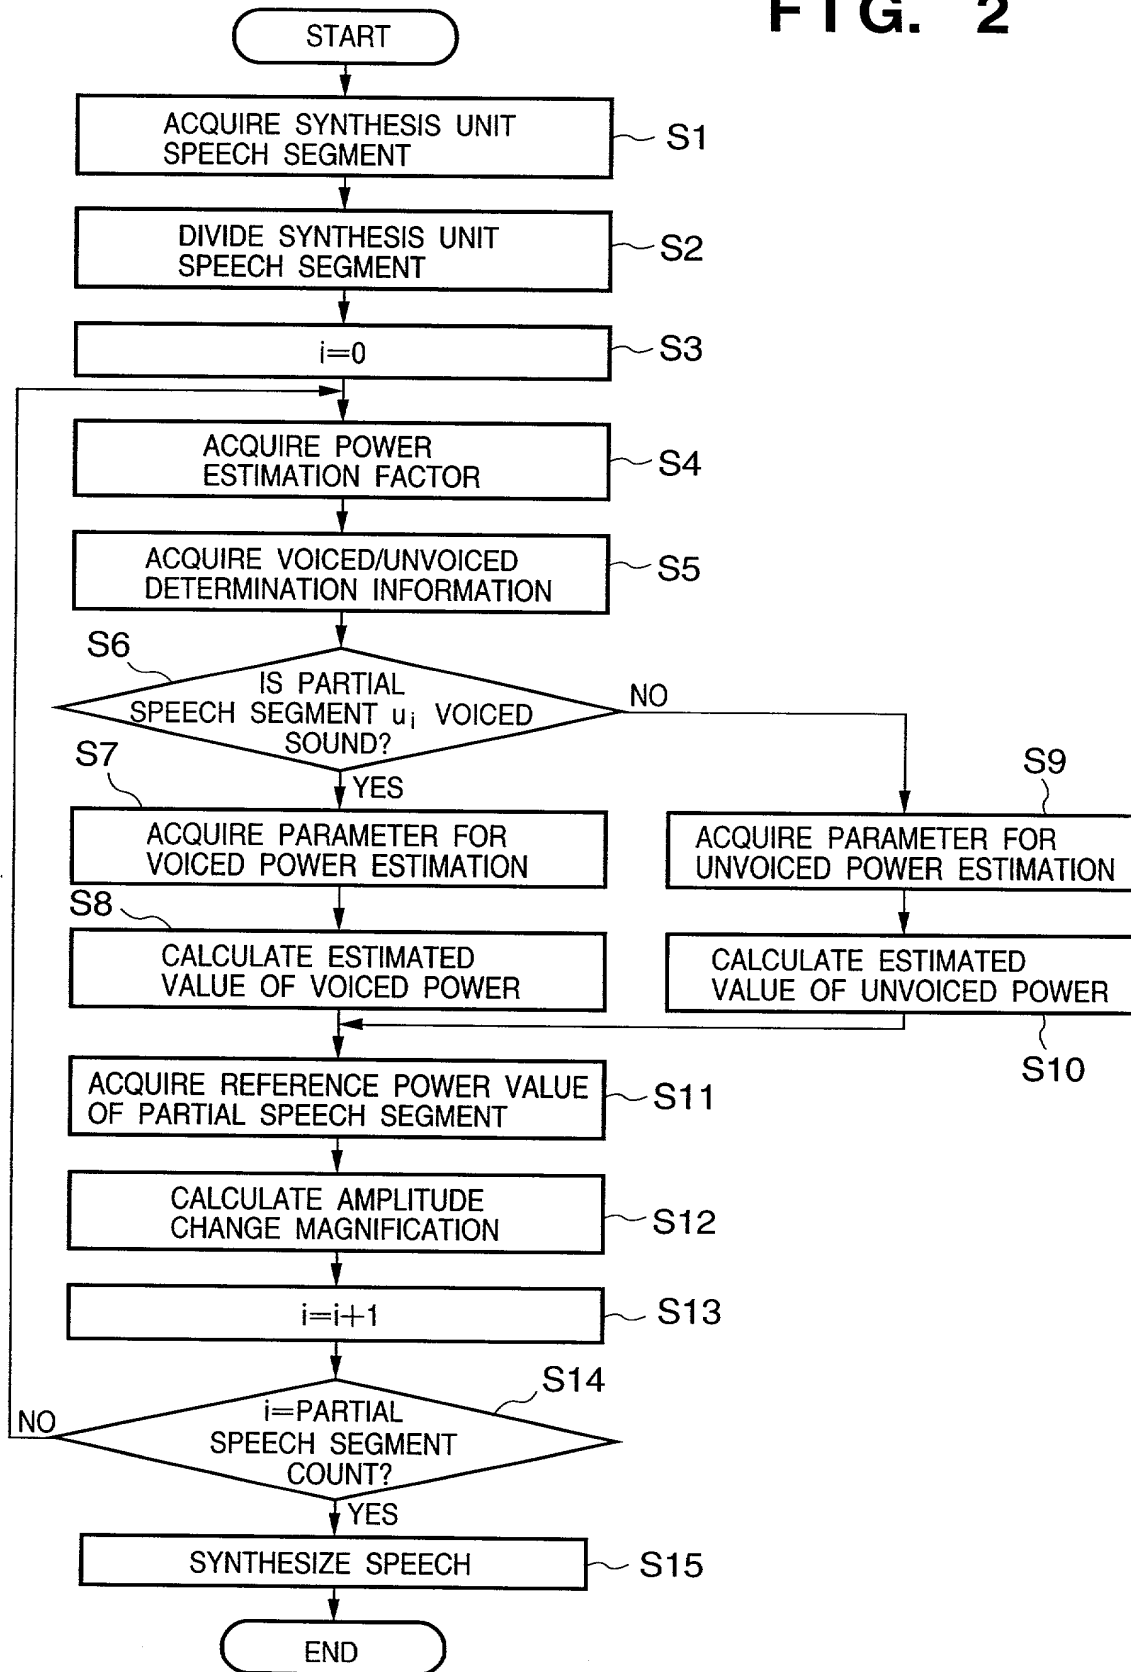 FIG. 2
START
ACQUIRE SYNTHESIS UNIT
SPEECH SEGMENT
S1
DIVIDE SYNTHESIS UNIT
SPEECH SEGMENT
S2
i=0
S3
ACQUIRE POWER
ESTIMATION FACTOR
S4
ACQUIRE VOICED/UNVOICED
DETERMINATION INFORMATION
S5
S6
IS PARTIAL
SPEECH SEGMENT ui VOICED
SOUND?
NO
YES
S7
ACQUIRE PARAMETER FOR
VOICED POWER ESTIMATION
S8
CALCULATE ESTIMATED
VALUE OF VOICED POWER
S9
ACQUIRE PARAMETER FOR
UNVOICED POWER ESTIMATION
CALCULATE ESTIMATED
VALUE OF UNVOICED POWER
S10
ACQUIRE REFERENCE POWER VALUE
OF PARTIAL SPEECH SEGMENT
S11
CALCULATE AMPLITUDE
CHANGE MAGNIFICATION
S12
i=i+1
S13
S14
i=PARTIAL
SPEECH SEGMENT
COUNT?
NO
YES
SYNTHESIZE SPEECH
S15
END